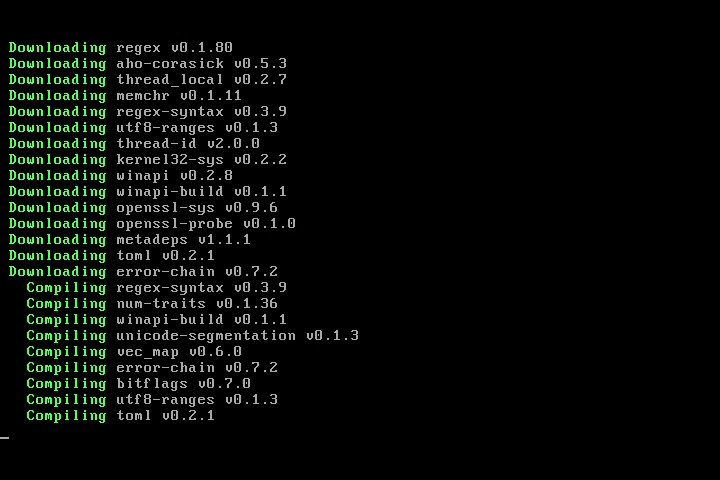 Downloading regex v0.1.80
Downloading aho-corasick v0.5.3
Downloading thread_local v0.2.7
Downloading memchr v0.1.11
Downloading regex-syntax v0.3.9
Downloading utf8-ranges v0.1.3
Downloading thread-id v2.0.0
Downloading kernel32-sys v0.2.2
Downloading winapi v0.2.8
Downloading winapi-build v0.1.1
Downloading openssl-sys v0.9.6
Downloading openssl-probe v0.1.0
Downloading metadeps v1.1.1
Downloading toml v0.2.1
Downloading error-chain v0.7.2
Compiling regex-syntax v0.3.9
Compiling num-traits v0.1.36
Compiling winapi-build v0.1.1
Compiling unicode-segmentation v0.1.3
Compiling vec_map v0.6.0
Compiling error-chain v0.7.2
Compiling bitflags v0.7.0
Compiling utf8-ranges v0.1.3
Compiling toml v0.2.1